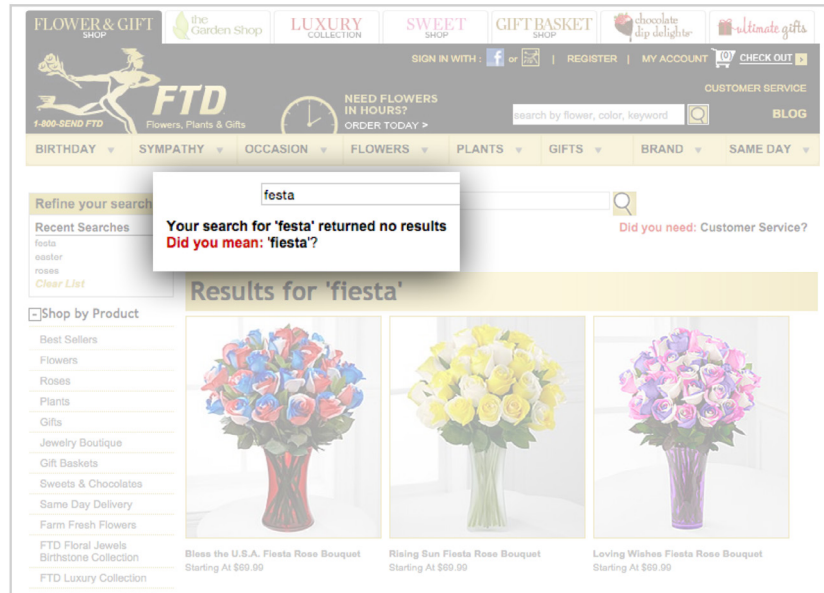 FLOWER & GIFT SHOP
the Garden Shop
LUXURY COLLECTION
SWEET SHOP
GIFT BASKET SHOP
chocolate dip delights
ultimate gifts
SIGN IN WITH : f or | REGISTER | MY ACCOUNT (0) CHECK OUT
CUSTOMER SERVICE
BLOG
1-800-SEND FTD
FTD
Flowers, Plants & Gifts
NEED FLOWERS
IN HOURS?
ORDER TODAY >
search by flower, color, keyword
BIRTHDAY SYMPATHY OCCASION FLOWERS PLANTS GIFTS BRAND SAME DAY
festa
Your search for 'festa' returned no results
Did you mean: 'fiesta'?
Did you need: Customer Service?
Refine your search
Recent Searches
festa
easter
roses
Clear List
Shop by Product
Best Sellers
Flowers
Roses
Plants
Gifts
Jewelry Boutique
Gift Baskets
Sweets & Chocolates
Same Day Delivery
Farm Fresh Flowers
FTD Floral Jewels
Birthstone Collection
FTD Luxury Collection
Results for 'fiesta'
Bless the U.S.A. Fiesta Rose Bouquet
Starting At $69.99
Rising Sun Fiesta Rose Bouquet
Starting At $69.99
Loving Wishes Fiesta Rose Bouquet
Starting At $69.99